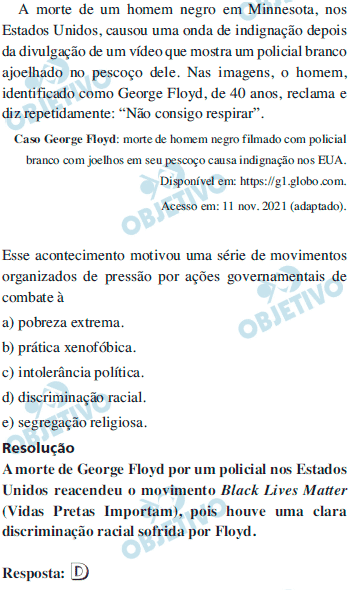 A morte de um homem negro em Minnesota, nos
Estados Unidos, causou uma onda de indignação depois
da divulgação de um vídeo que mostra um policial branco
ajoelhado no pescoço dele. Nas imagens, o homem,
identificado como George Floyd, de 40 anos, reclama e
diz repetidamente: “Não consigo respirar”.
Caso George Floyd: morte de homem negro filmado com policial
branco com joelhos em seu pescoço causa indignação nos EUA.
Disponível em: https://g1.globo.com.
Acesso em: 11 nov. 2021 (adaptado).
Esse acontecimento motivou uma série de movimentos
organizados de pressão por ações governamentais de
combate à
a) pobreza extrema.
b) prática xenofóbica.
c) intolerância política.
d) discriminação racial.
e) segregação religiosa.
Resolução
A morte de George Floyd por um policial nos Estados
Unidos reacendeu o movimento Black Lives Matter
(Vidas Pretas Importam), pois houve uma clara
discriminação racial sofrida por Floyd.
Resposta: D
OBJETIVO
OBJETIVO
OBJETIVO
OBJETIVO
OBJETIVO